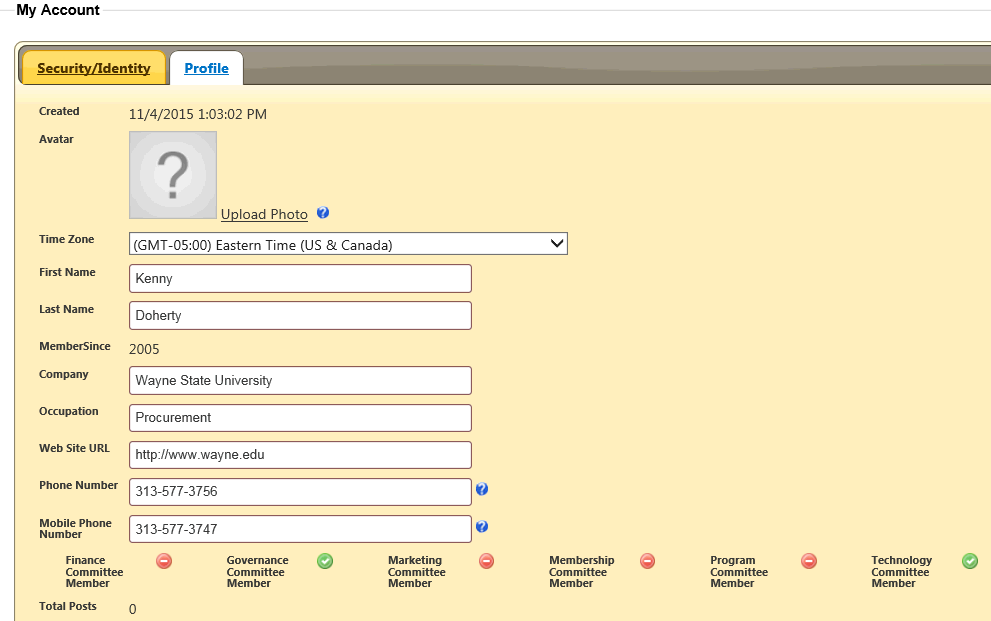 My Account
Security/Identity
Profile
Created
11/4/2015 1:03:02 PM
Avatar
?
Upload Photo ?
Time Zone
(GMT-05:00) Eastern Time (US & Canada)
First Name
Kenny
Last Name
Doherty
MemberSince
2005
Company
Wayne State University
Occupation
Procurement
Web Site URL
http://www.wayne.edu
Phone Number
313-577-3756 ?
Mobile Phone
Number
313-577-3747 ?
Finance
Committee
Member
Governance
Committee
Member
Marketing
Committee
Member
Membership
Committee
Member
Program
Committee
Member
Technology
Committee
Member
Total Posts
0